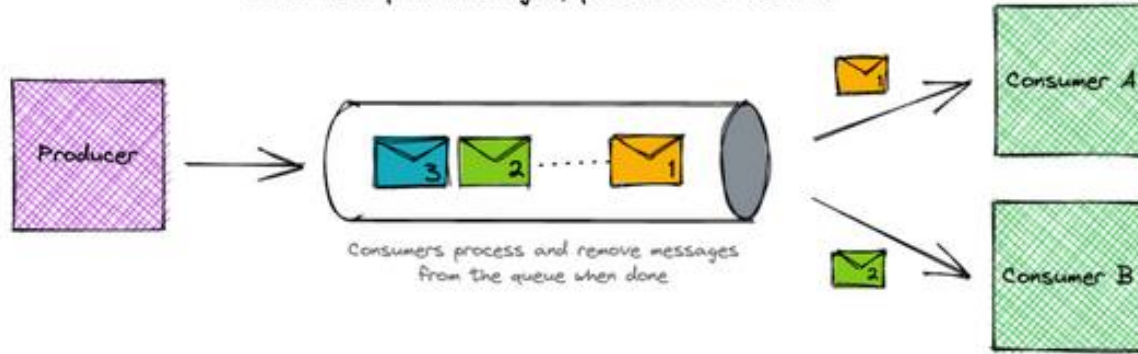 Producer
3
2
1
Consumers process and remove messages
from the queue when done
1
Consumer A
2
Consumer B